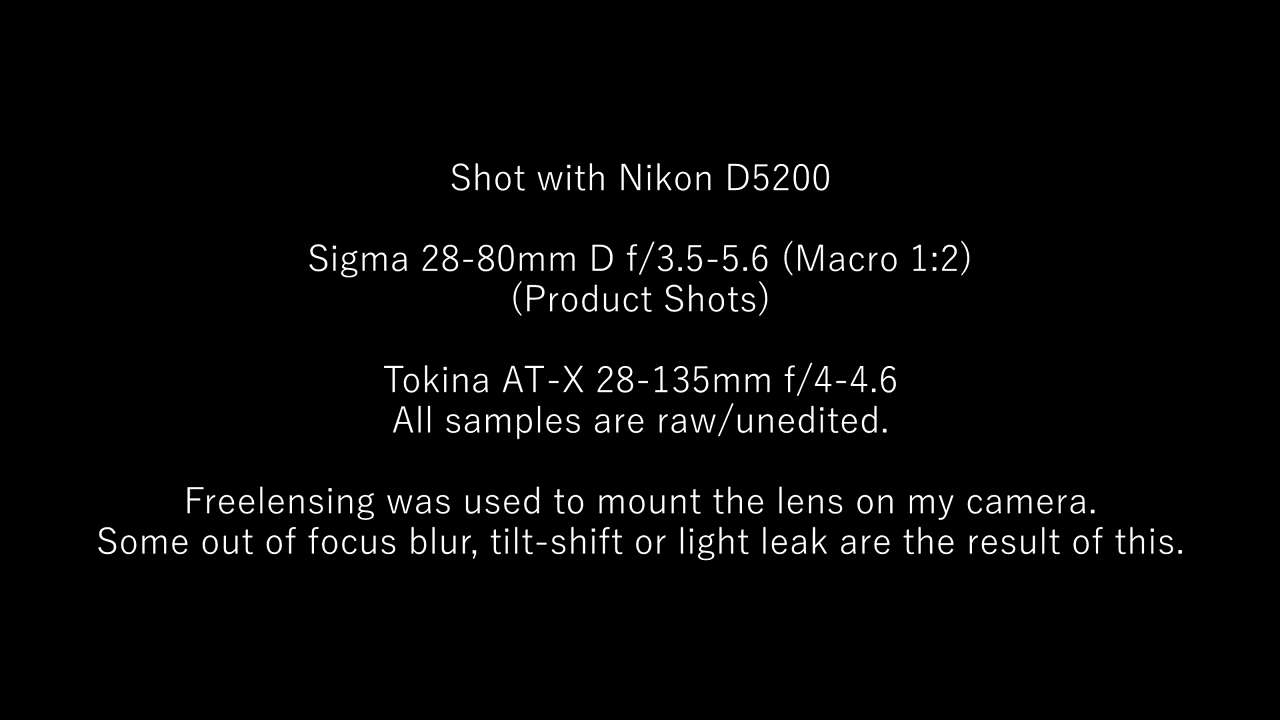 Shot with Nikon D5200
Sigma 28-80mm D f/3.5-5.6 (Macro 1:2)
(Product Shots)
Tokina AT-X 28-135mm f/4-4.6
All samples are raw/unedited.
Freelensing was used to mount the lens on my camera.
Some out of focus blur, tilt-shift or light leak are the result of this.